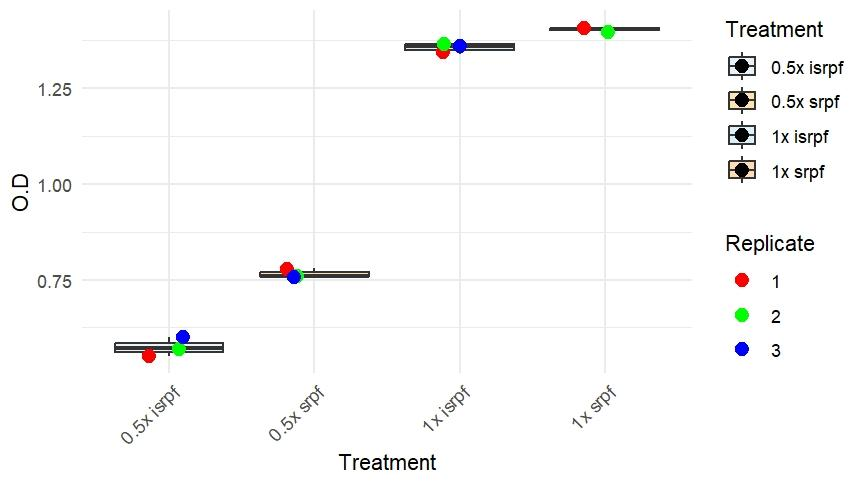 O.D
1.25
1.00
0.75
0.5x isrpf
0.5x srpf
1x isrpf
1x srpf
Treatment
Treatment
0.5x isrpf
0.5x srpf
1x isrpf
1x srpf
Replicate
1
2
3